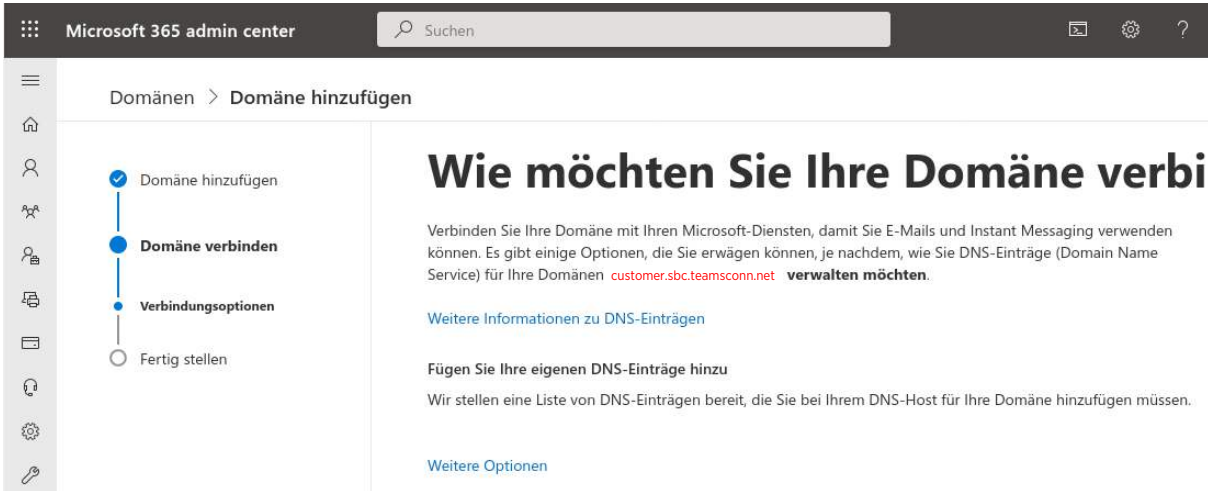 Microsoft 365 admin center
Suchen
Domänen > Domäne hinzufügen
Domäne hinzufügen
Domäne verbinden
Verbindungsoptionen
Fertig stellen
Wie möchten Sie Ihre Domäne verbi
Verbinden Sie Ihre Domäne mit Ihren Microsoft-Diensten, damit Sie E-Mails und Instant Messaging verwenden
können. Es gibt einige Optionen, die Sie erwägen können, je nachdem, wie Sie DNS-Einträge (Domain Name
Service) für Ihre Domänen customer.sbc.teamsconn.net verwalten möchten.
Weitere Informationen zu DNS-Einträgen
Fügen Sie Ihre eigenen DNS-Einträge hinzu
Wir stellen eine Liste von DNS-Einträgen bereit, die Sie bei Ihrem DNS-Host für Ihre Domäne hinzufügen müssen.
Weitere Optionen